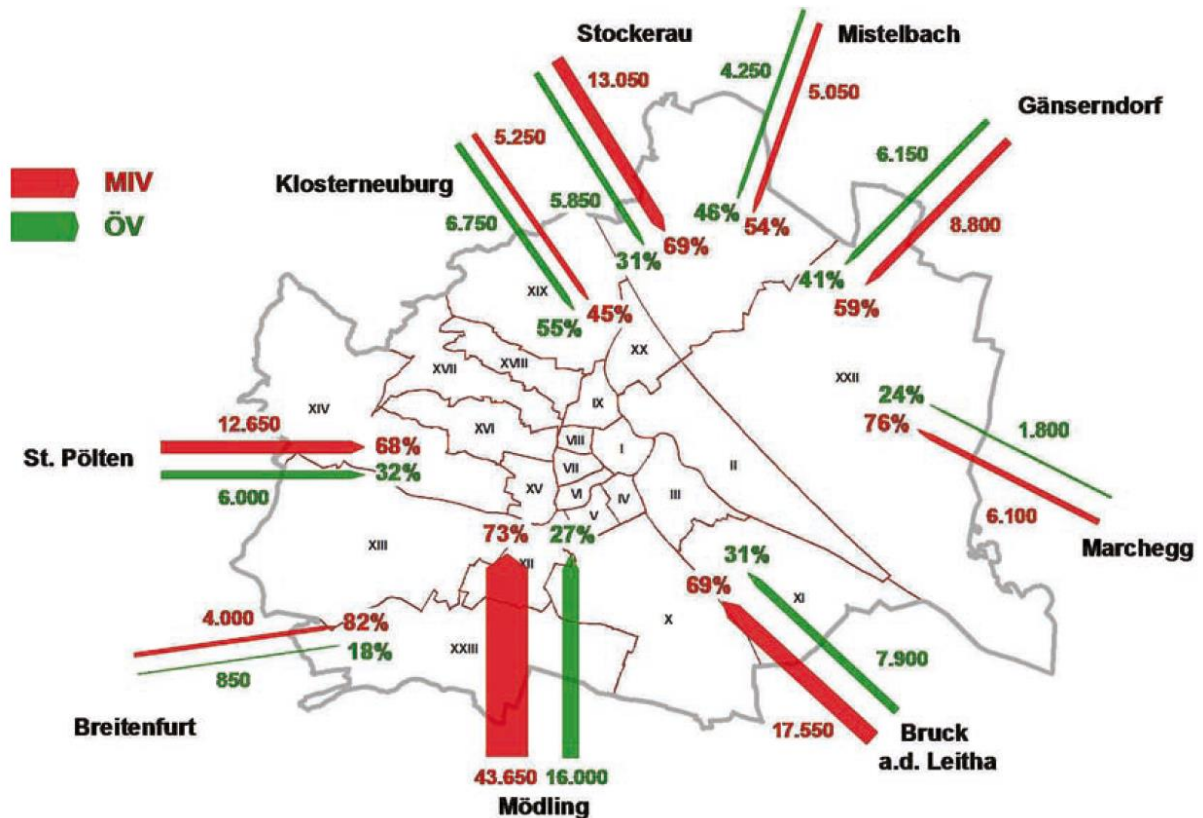 Stockerau
Mistelbach
13.050
4.250
5.050
Gänserndorf
5.250
6.150
MIV
Klosterneuburg
5.850
ÖV
6.750
46%
54%
8.800
69%
31%
41%
59%
XIX
45%
55%
XX
XVIII
XVII
XXII
24%
IX
XIV
12.650
76%
XVI
VIII
I
1.800
St. Pölten
68%
VII
II
32%
XV
VI
IV
III
6.000
V
6.100
73%
27%
XIII
31%
Marchegg
XII
69%
XI
4.000
82%
X
18%
XXIII
7.900
850
Breitenfurt
17.550
Bruck
a.d. Leitha
43.650
16.000
Mödling